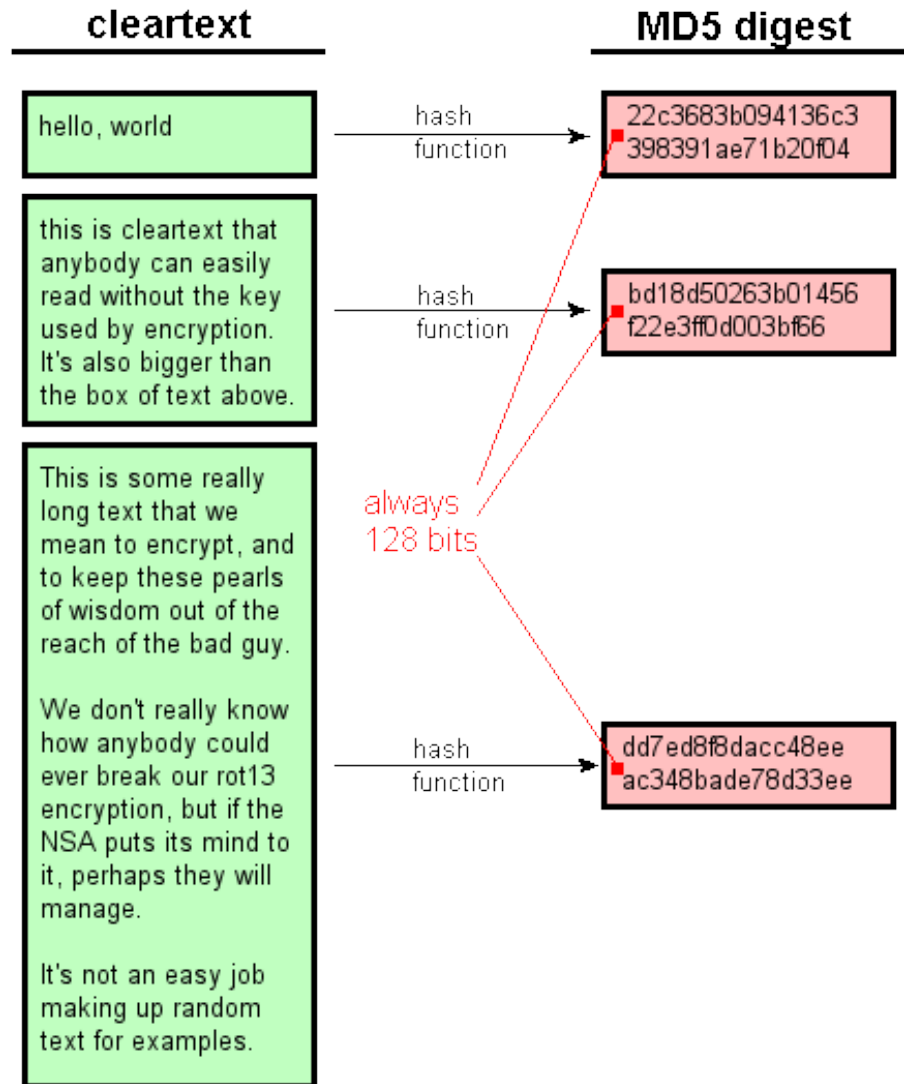 cleartext
MD5 digest
hello, world
hash
function
22c3683b094136c3
398391ae71b20f04
this is cleartext that
anybody can easily
read without the key
used by encryption.
It's also bigger than
the box of text above.
hash
function
bd18d50263b01456
f22e3ff0d003bf66
always
128 bits
This is some really
long text that we
mean to encrypt, and
to keep these pearls
of wisdom out of the
reach of the bad guy.
We don't really know
how anybody could
ever break our rot13
encryption, but if the
NSA puts its mind to
it, perhaps they will
manage.
It's not an easy job
making up random
text for examples.
hash
function
dd7ed8f8dacc48ee
ac348bade78d33ee